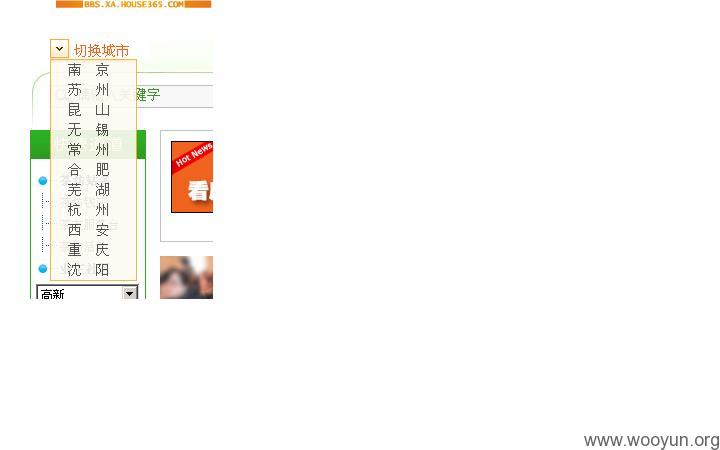 BBS.XA.HOUSE365.COM
切换城市
南 京
苏 州
键字
昆 山
无 锡
常 州
合 肥
芜 湖
杭 州
西 安
重 庆
沈 阳
Hot News
看
高新
www.wooyun.org